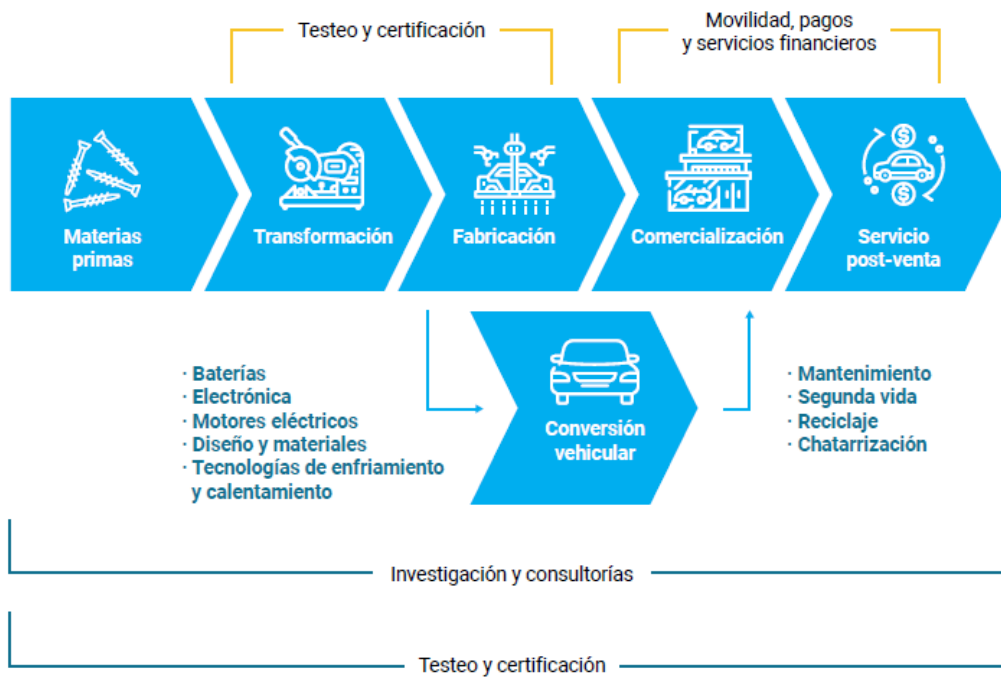 Testeo y certificación
Movilidad, pagos
y servicios financieros
Materias
primas
Transformación
Fabricación
Comercialización
Servicio
post-venta
· Baterías
· Electrónica
· Motores eléctricos
· Diseño y materiales
· Tecnologías de enfriamiento
y calentamiento
Conversión
vehicular
· Mantenimiento
· Segunda vida
· Reciclaje
· Chatarrización
Investigación y consultorías
Testeo y certificación